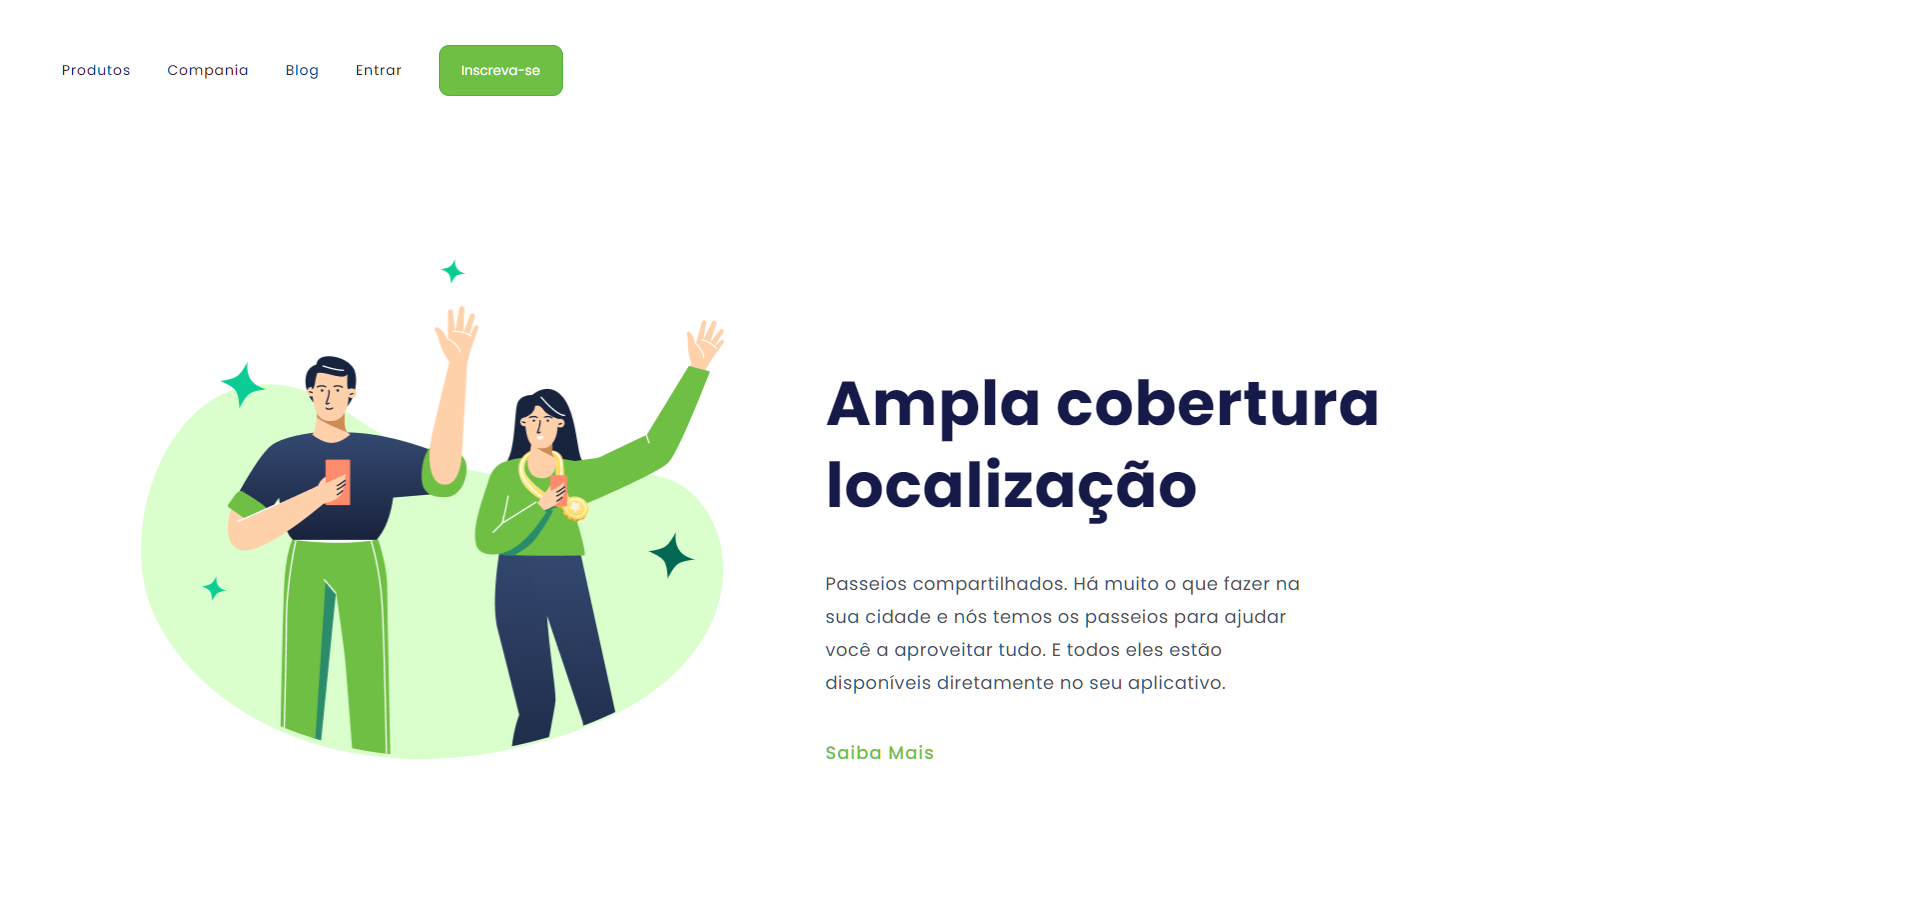 Produtos Compania Blog Entrar Inscreva-se
Ampla cobertura
localização
Passeios compartilhados. Há muito o que fazer na
sua cidade e nós temos os passeios para ajudar
você a aproveitar tudo. E todos eles estão
disponíveis diretamente no seu aplicativo.
Saiba Mais